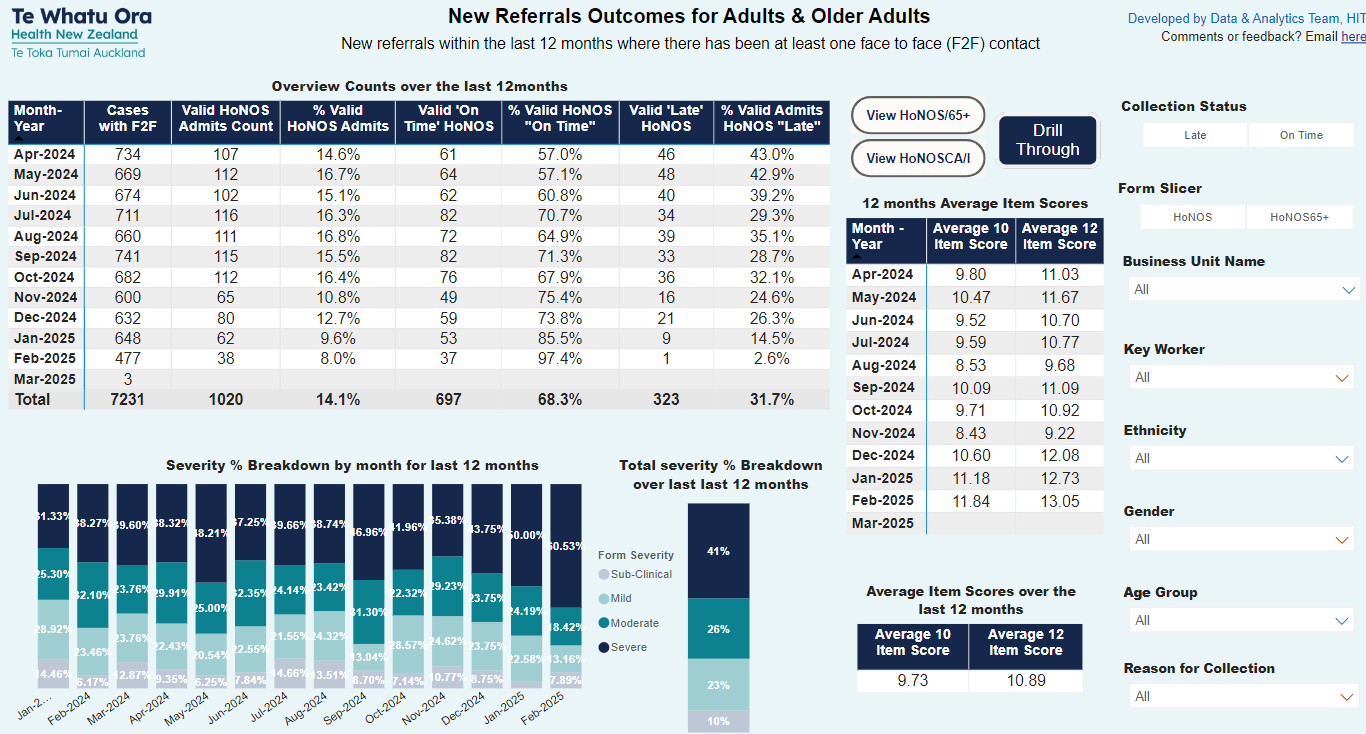 Te Whatu Ora
Health New Zealand
Te Toka Tumai Auckland
New Referrals Outcomes for Adults & Older Adults
New referrals within the last 12 months where there has been at least one face to face (F2F) contact
Developed by Data & Analytics Team, HIT
Comments or feedback? Email here
Overview Counts over the last 12months
Month-Year Cases with F2F Valid HoNOS Admits Count % Valid HoNOS Admits Valid 'On Time' HoNOS % Valid HoNOS "On Time" Valid 'Late' HoNOS % Valid Admits HoNOS "Late"
Apr-2024 734 107 14.6% 61 57.0% 46 43.0%
May-2024 669 112 16.7% 64 57.1% 48 42.9%
Jun-2024 674 102 15.1% 62 60.8% 40 39.2%
Jul-2024 711 116 16.3% 82 70.7% 34 29.3%
Aug-2024 660 111 16.8% 72 64.9% 39 35.1%
Sep-2024 741 115 15.5% 82 71.3% 33 28.7%
Oct-2024 682 112 16.4% 76 67.9% 36 32.1%
Nov-2024 600 65 10.8% 49 75.4% 16 24.6%
Dec-2024 632 80 12.7% 59 73.8% 21 26.3%
Jan-2025 648 62 9.6% 53 85.5% 9 14.5%
Feb-2025 477 38 8.0% 37 97.4% 1 2.6%
Mar-2025 3
Total 7231 1020 14.1% 697 68.3% 323 31.7%
View HoNOS/65+
View HoNOSCA/I
Drill
Through
12 months Average Item Scores
Month - Year Average 10 Item Score Average 12 Item Score
Apr-2024 9.80 11.03
May-2024 10.47 11.67
Jun-2024 9.52 10.70
Jul-2024 9.59 10.77
Aug-2024 8.53 9.68
Sep-2024 10.09 11.09
Oct-2024 9.71 10.92
Nov-2024 8.43 9.22
Dec-2024 10.60 12.08
Jan-2025 11.18 12.73
Feb-2025 11.84 13.05
Mar-2025
Collection Status
Late On Time
Form Slicer
HoNOS HoNOS65+
Business Unit Name
All
Key Worker
All
Ethnicity
All
Gender
All
Age Group
All
Reason for Collection
All
Severity % Breakdown by month for last 12 months
31.33% 38.27% 39.60% 38.32% 48.21% 37.25% 39.66% 38.74% 46.96% 41.96% 35.38% 43.75% 50.00% 60.53%
25.30% 32.10% 23.76% 29.91% 25.00% 32.35% 24.14% 23.42% 31.30% 22.32% 29.23% 23.75% 24.19% 18.42%
28.92% 23.46% 23.76% 22.43% 20.54% 22.55% 21.55% 24.32% 13.04% 28.57% 24.62% 23.75% 22.58% 13.16%
14.46% 6.17% 12.87% 9.35% 6.25% 7.84% 14.66% 13.51% 8.70% 7.14% 10.77% 8.75% 7.89%
Jan-2... Feb-2024 Mar-2024 Apr-2024 May-2024 Jun-2024 Jul-2024 Aug-2024 Sep-2024 Oct-2024 Nov-2024 Dec-2024 Jan-2025 Feb-2025
Total severity % Breakdown
over last last 12 months
41%
26%
23%
10%
Form Severity
Sub-Clinical
Mild
Moderate
Severe
Average Item Scores over the
last 12 months
Average 10 Item Score Average 12 Item Score
9.73 10.89